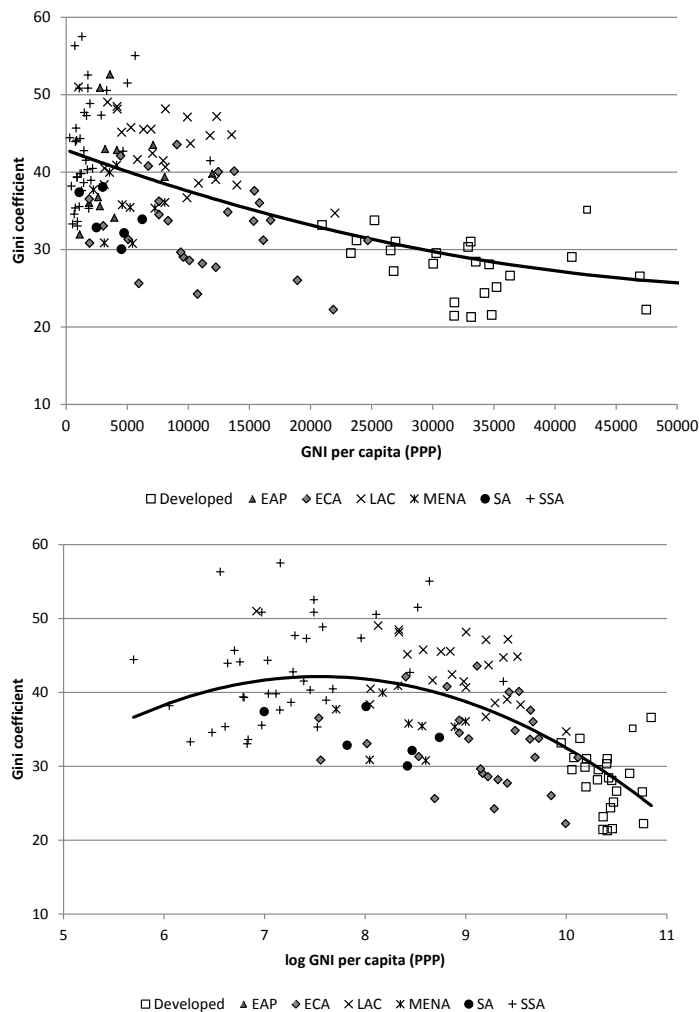 60
50
40
30
20
10
Gini coefficient
0 5000 10000 15000 20000 25000 30000 35000 40000 45000 50000
GNI per capita (PPP)
Developed EAP ECA LAC MENA SA SSA
60
50
40
30
20
10
Gini coefficient
5 6 7 8 9 10 11
log GNI per capita (PPP)
Developed EAP ECA LAC MENA SA SSA